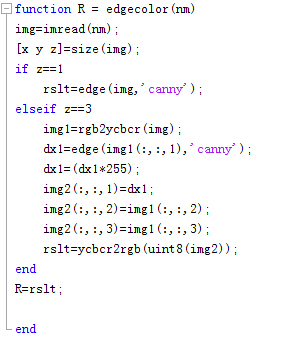 function R = edgecolor(nm)
img=imread(nm);
[x y z]=size(img);
if z==1
rslt=edge(img,'canny');
elseif z==3
img1=rgb2ycbcr(img);
dx1=edge(img1(:,:,1),'canny');
dx1=(dx1*255);
img2(:,:,1)=dx1;
img2(:,:,2)=img1(:,:,2);
img2(:,:,3)=img1(:,:,3);
rslt=ycbcr2rgb(uint8(img2));
end
R=rslt;
end